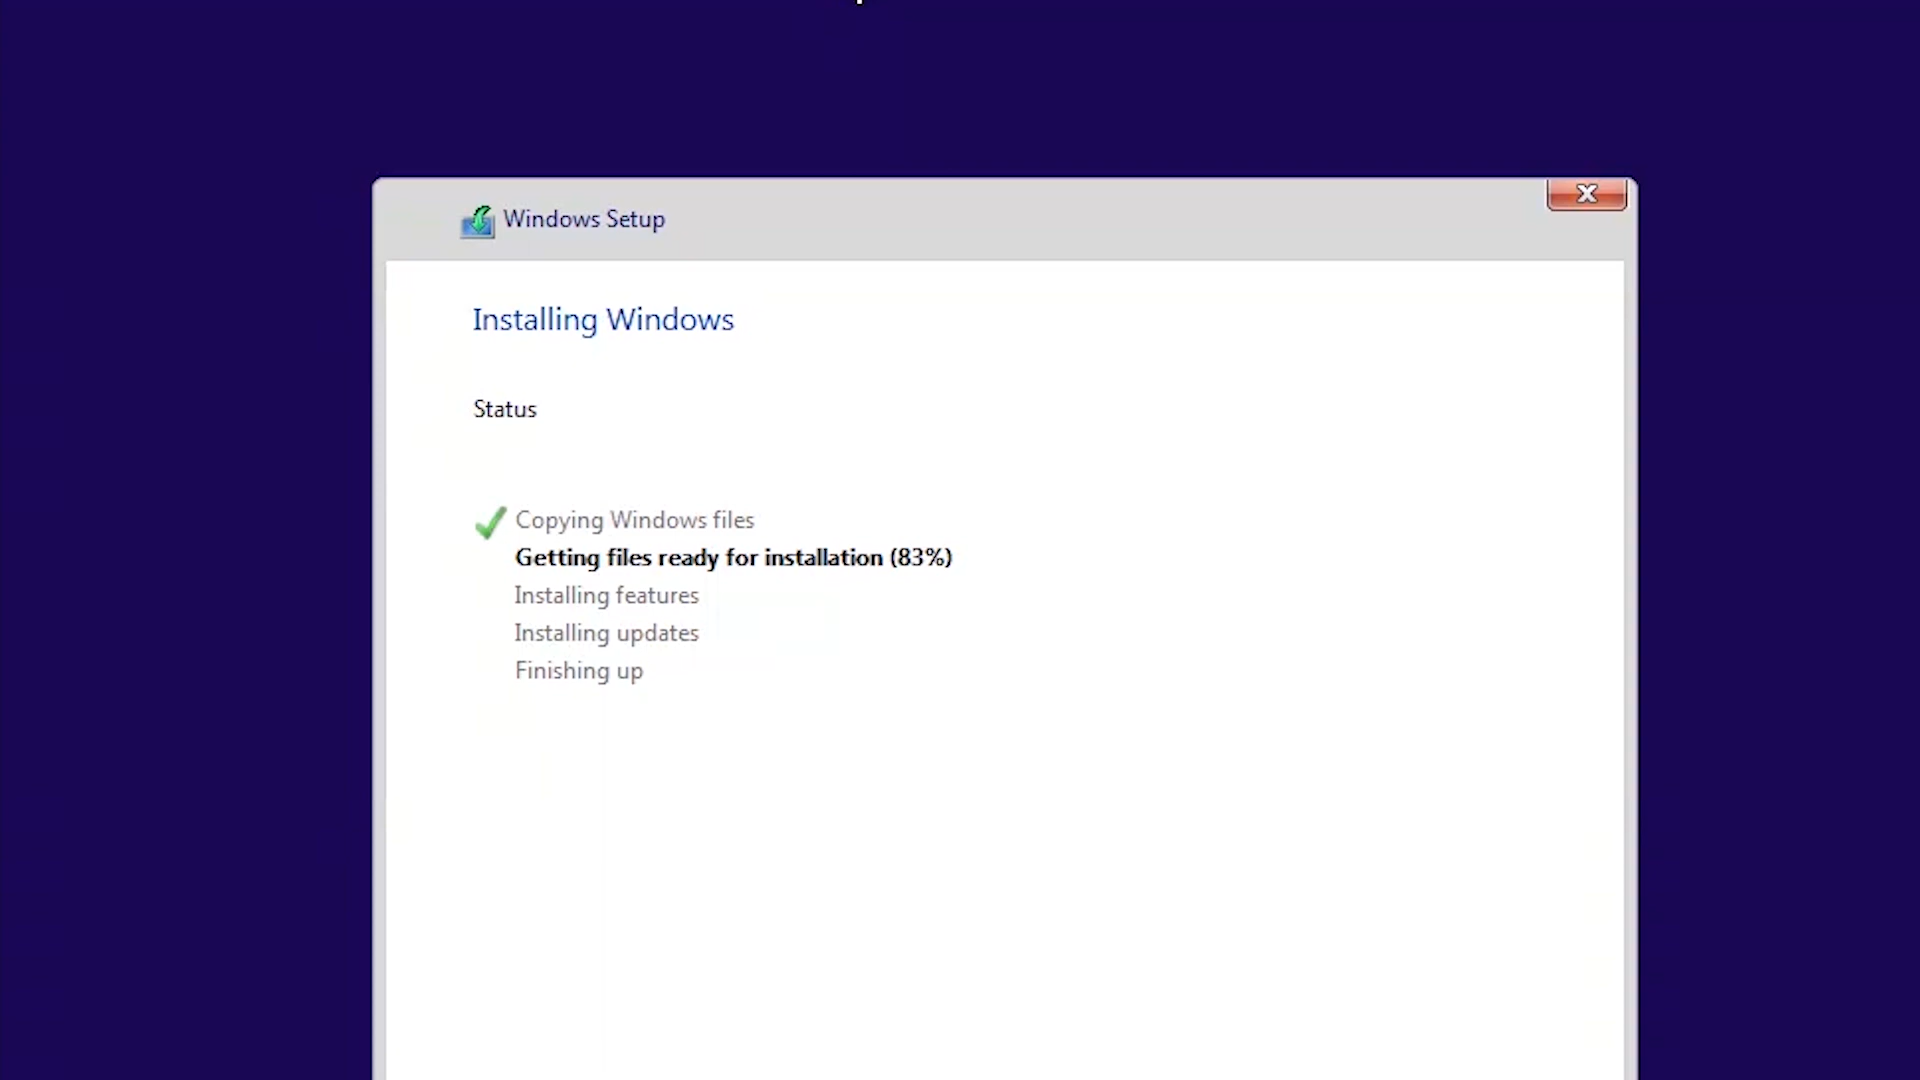 Windows Setup
Installing Windows
Status
Copying Windows files
Getting files ready for installation (83%)
Installing features
Installing updates
Finishing up